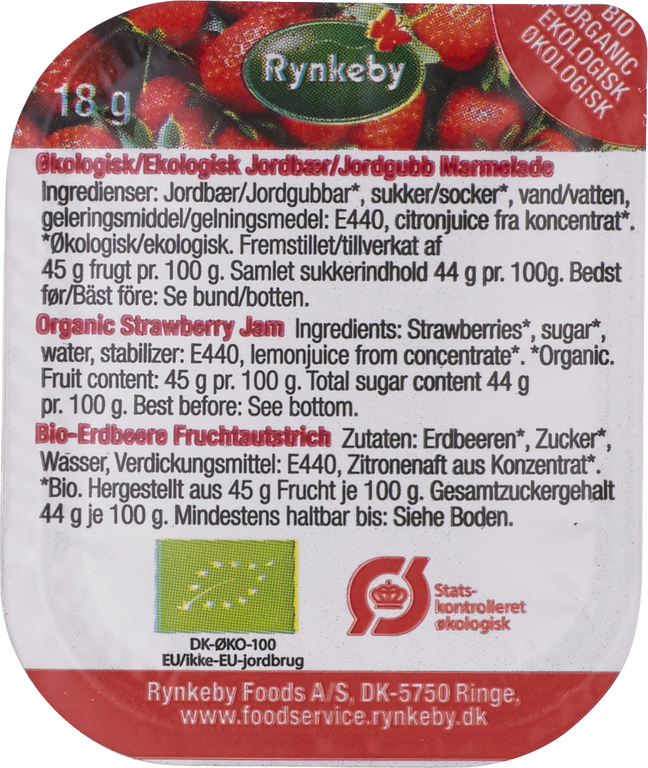 BIO
ORGANIC
EKOLOGISK
ØKOLOGISK
Rynkeby
18 g
Økologisk/Ekologisk Jordbær/Jordgubb Marmelade
Ingredienser: Jordbær/Jordgubbar*, sukker/socker*, vand/vatten,
geleringsmiddel/gelningsmedel: E440, citronjuice fra koncentrat*.
*Økologisk/ekologisk. Fremstillet/tillverkat af
45 g frugt pr. 100 g. Samlet sukkerindhold 44 g pr. 100g. Bedst
før/Bäst före: Se bund/botten.
Organic Strawberry Jam Ingredients: Strawberries*, sugar*,
water, stabilizer: E440, lemonjuice from concentrate*. *Organic.
Fruit content: 45 g pr. 100 g. Total sugar content 44 g
pr. 100 g. Best before: See bottom.
Bio-Erdbeere Fruchtautstrich Zutaten: Erdbeeren*, Zucker*,
Wasser, Verdickungsmittel: E440, Zitronenaft aus Konzentrat*.
*Bio. Hergestellt aus 45 g Frucht je 100 g. Gesamtzuckergehalt
44 g je 100 g. Mindestens haltbar bis: Siehe Boden.
Stats-
kontrolleret
økologisk
DK-ØKO-100
EU/ikke-EU-jordbrug
Rynkeby Foods A/S, DK-5750 Ringe,
www.foodservice.rynkeby.dk